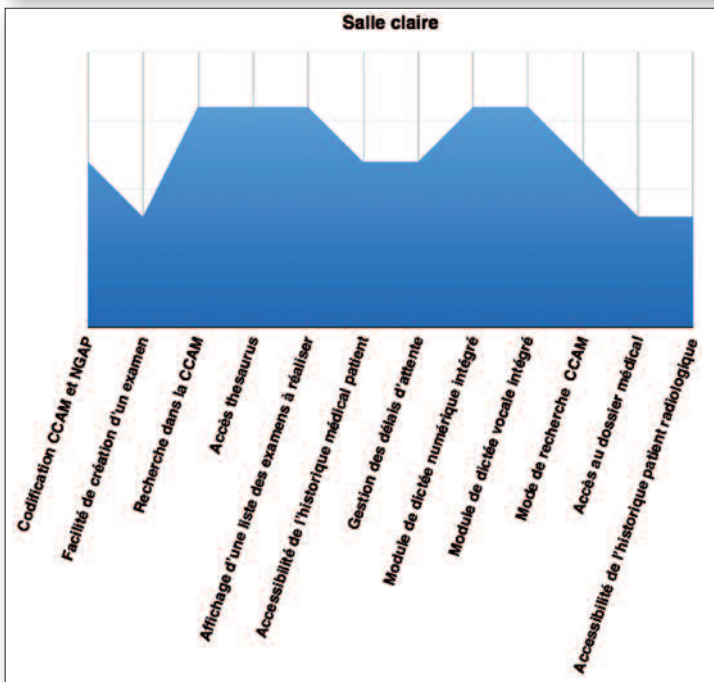 Salle claire
Codification CCAM et NGAP
Facilité de création d'un examen
Recherche dans la CCAM
Accès thesaurus
Affichage d'une liste des examens à réaliser
Accessibilité de l'historique médical patient
Gestion des délais d'attente
Module de dictée numérique intégré
Module de dictée vocale intégré
Mode de recherche CCAM
Accès au dossier médical
Accessibilité de l'historique patient radiologique